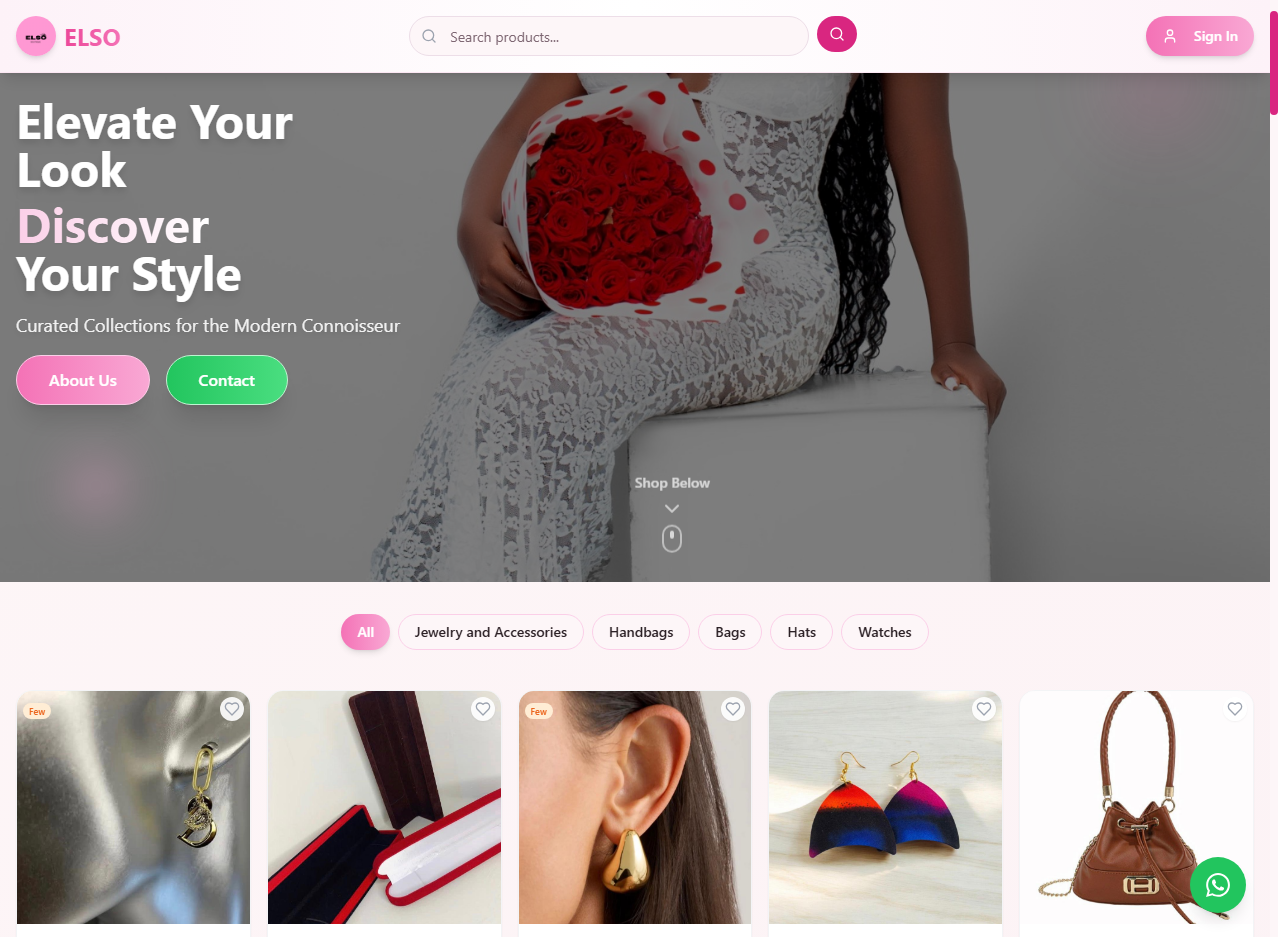 ELSO
ELSO
Search products...
Sign In
Elevate Your
Look
Discover
Your Style
Curated Collections for the Modern Connoisseur
About Us
Contact
Shop Below
All
Jewelry and Accessories
Handbags
Bags
Hats
Watches
Few
Few